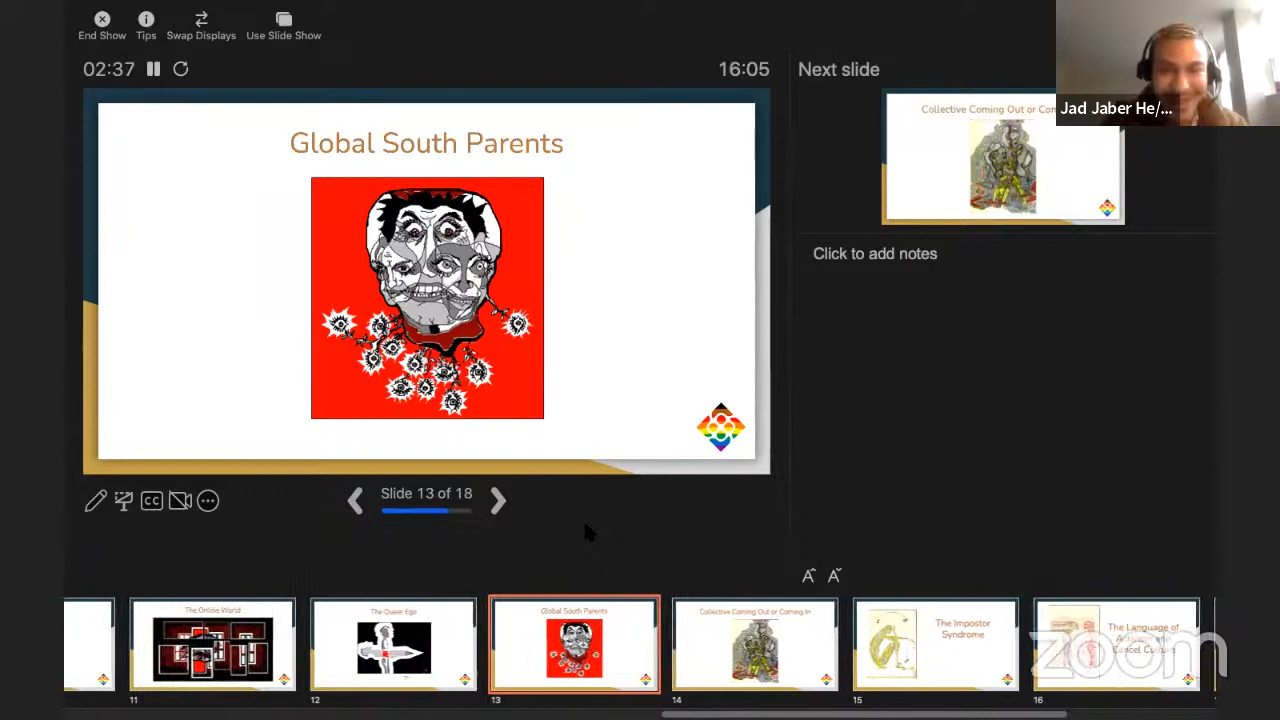 End Show
Tips
Swap Displays
Use Slide Show
02:37
16:05
Next slide
Jad Jaber He/...
Global South Parents
Collective Coming Out or Com
Click to add notes
CC
Slide 13 of 18
The Online World
The Queer Ego
Global South Parents
Collective Coming Out or Coming In
The Impostor
Syndrome
The Language of
Cancel Culture
11
12
13
14
15
16
zoom